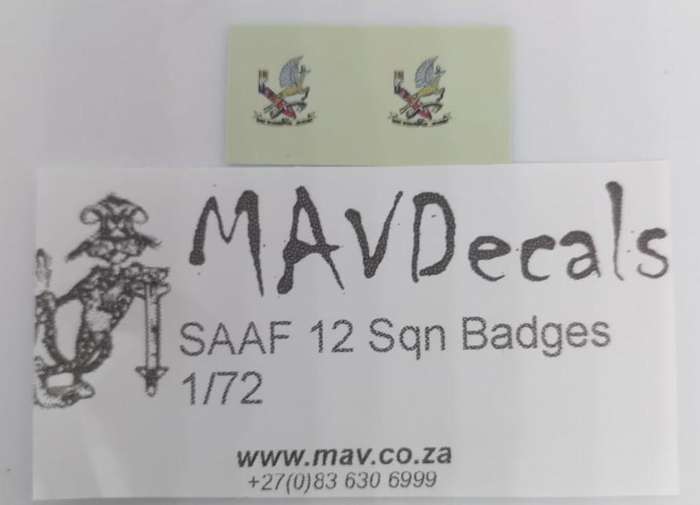 MAVDecals
SAAF 12 Sqn Badges
1/72
www.mav.co.za
+27(0)83 630 6999